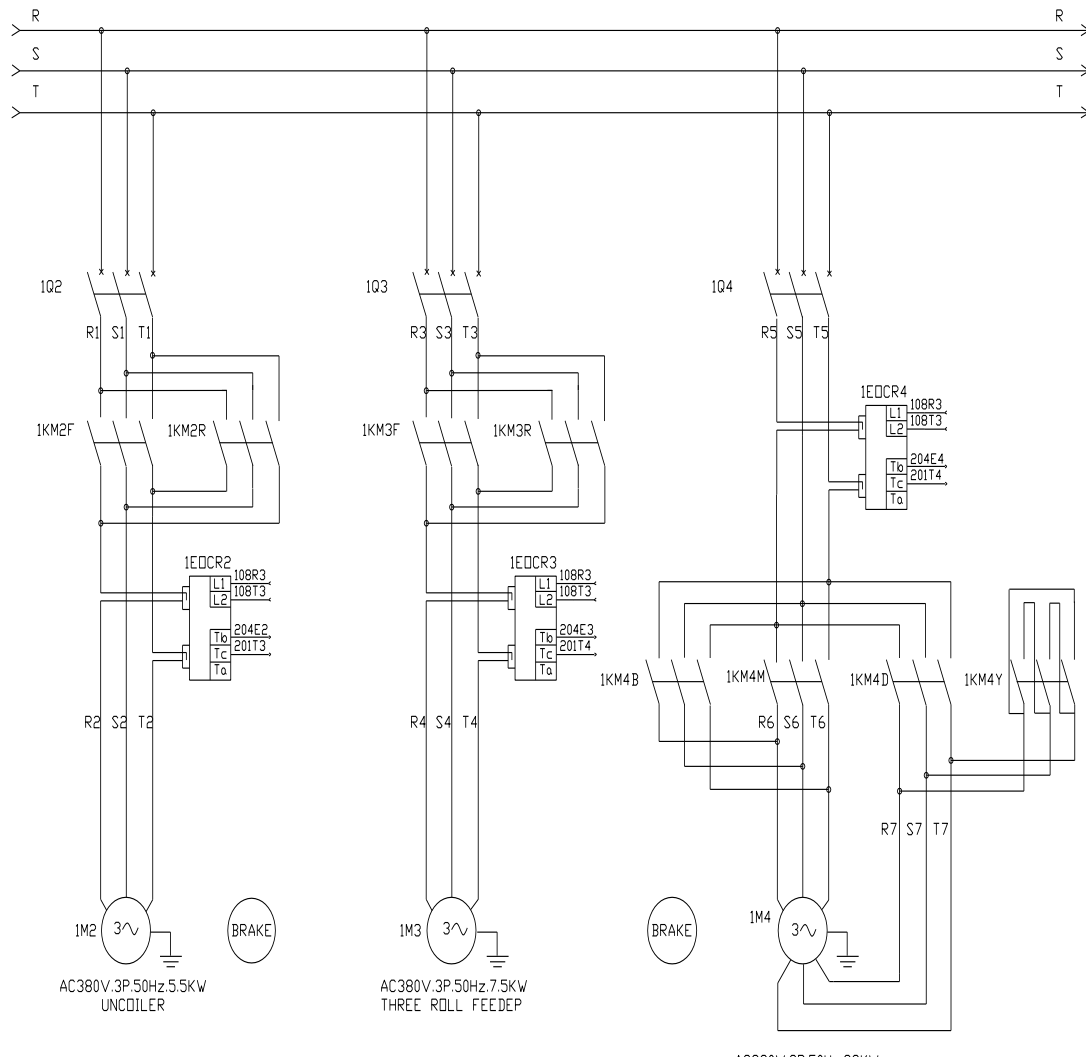 R R
S S
T T
1Q2 1Q3 1Q4
R1 S1 T1 R3 S3 T3 R5 S5 T5
1EOCR4
L1 108R3
L2 108T3
1KM2F 1KM2R 1KM3F 1KM3R
Tb 204E4
Tc 201T4
Ta
1EOCR2 1EOCR3
L1 108R3 L1 108R3
L2 108T3 L2 108T3
Tb 204E2 Tb 204E3
Tc 201T3 Tc 201T4
Ta Ta
1KM4B 1KM4M 1KM4D 1KM4Y
R2 S2 T2 R4 S4 T4 R6 S6 T6
R7 S7 T7
1M2 3~ BRAKE 1M3 3~ BRAKE 1M4 3~
AC380V.3P.50Hz.5.5KW AC380V.3P.50Hz.7.5KW
UNCOILER THREE ROLL FEEDEP